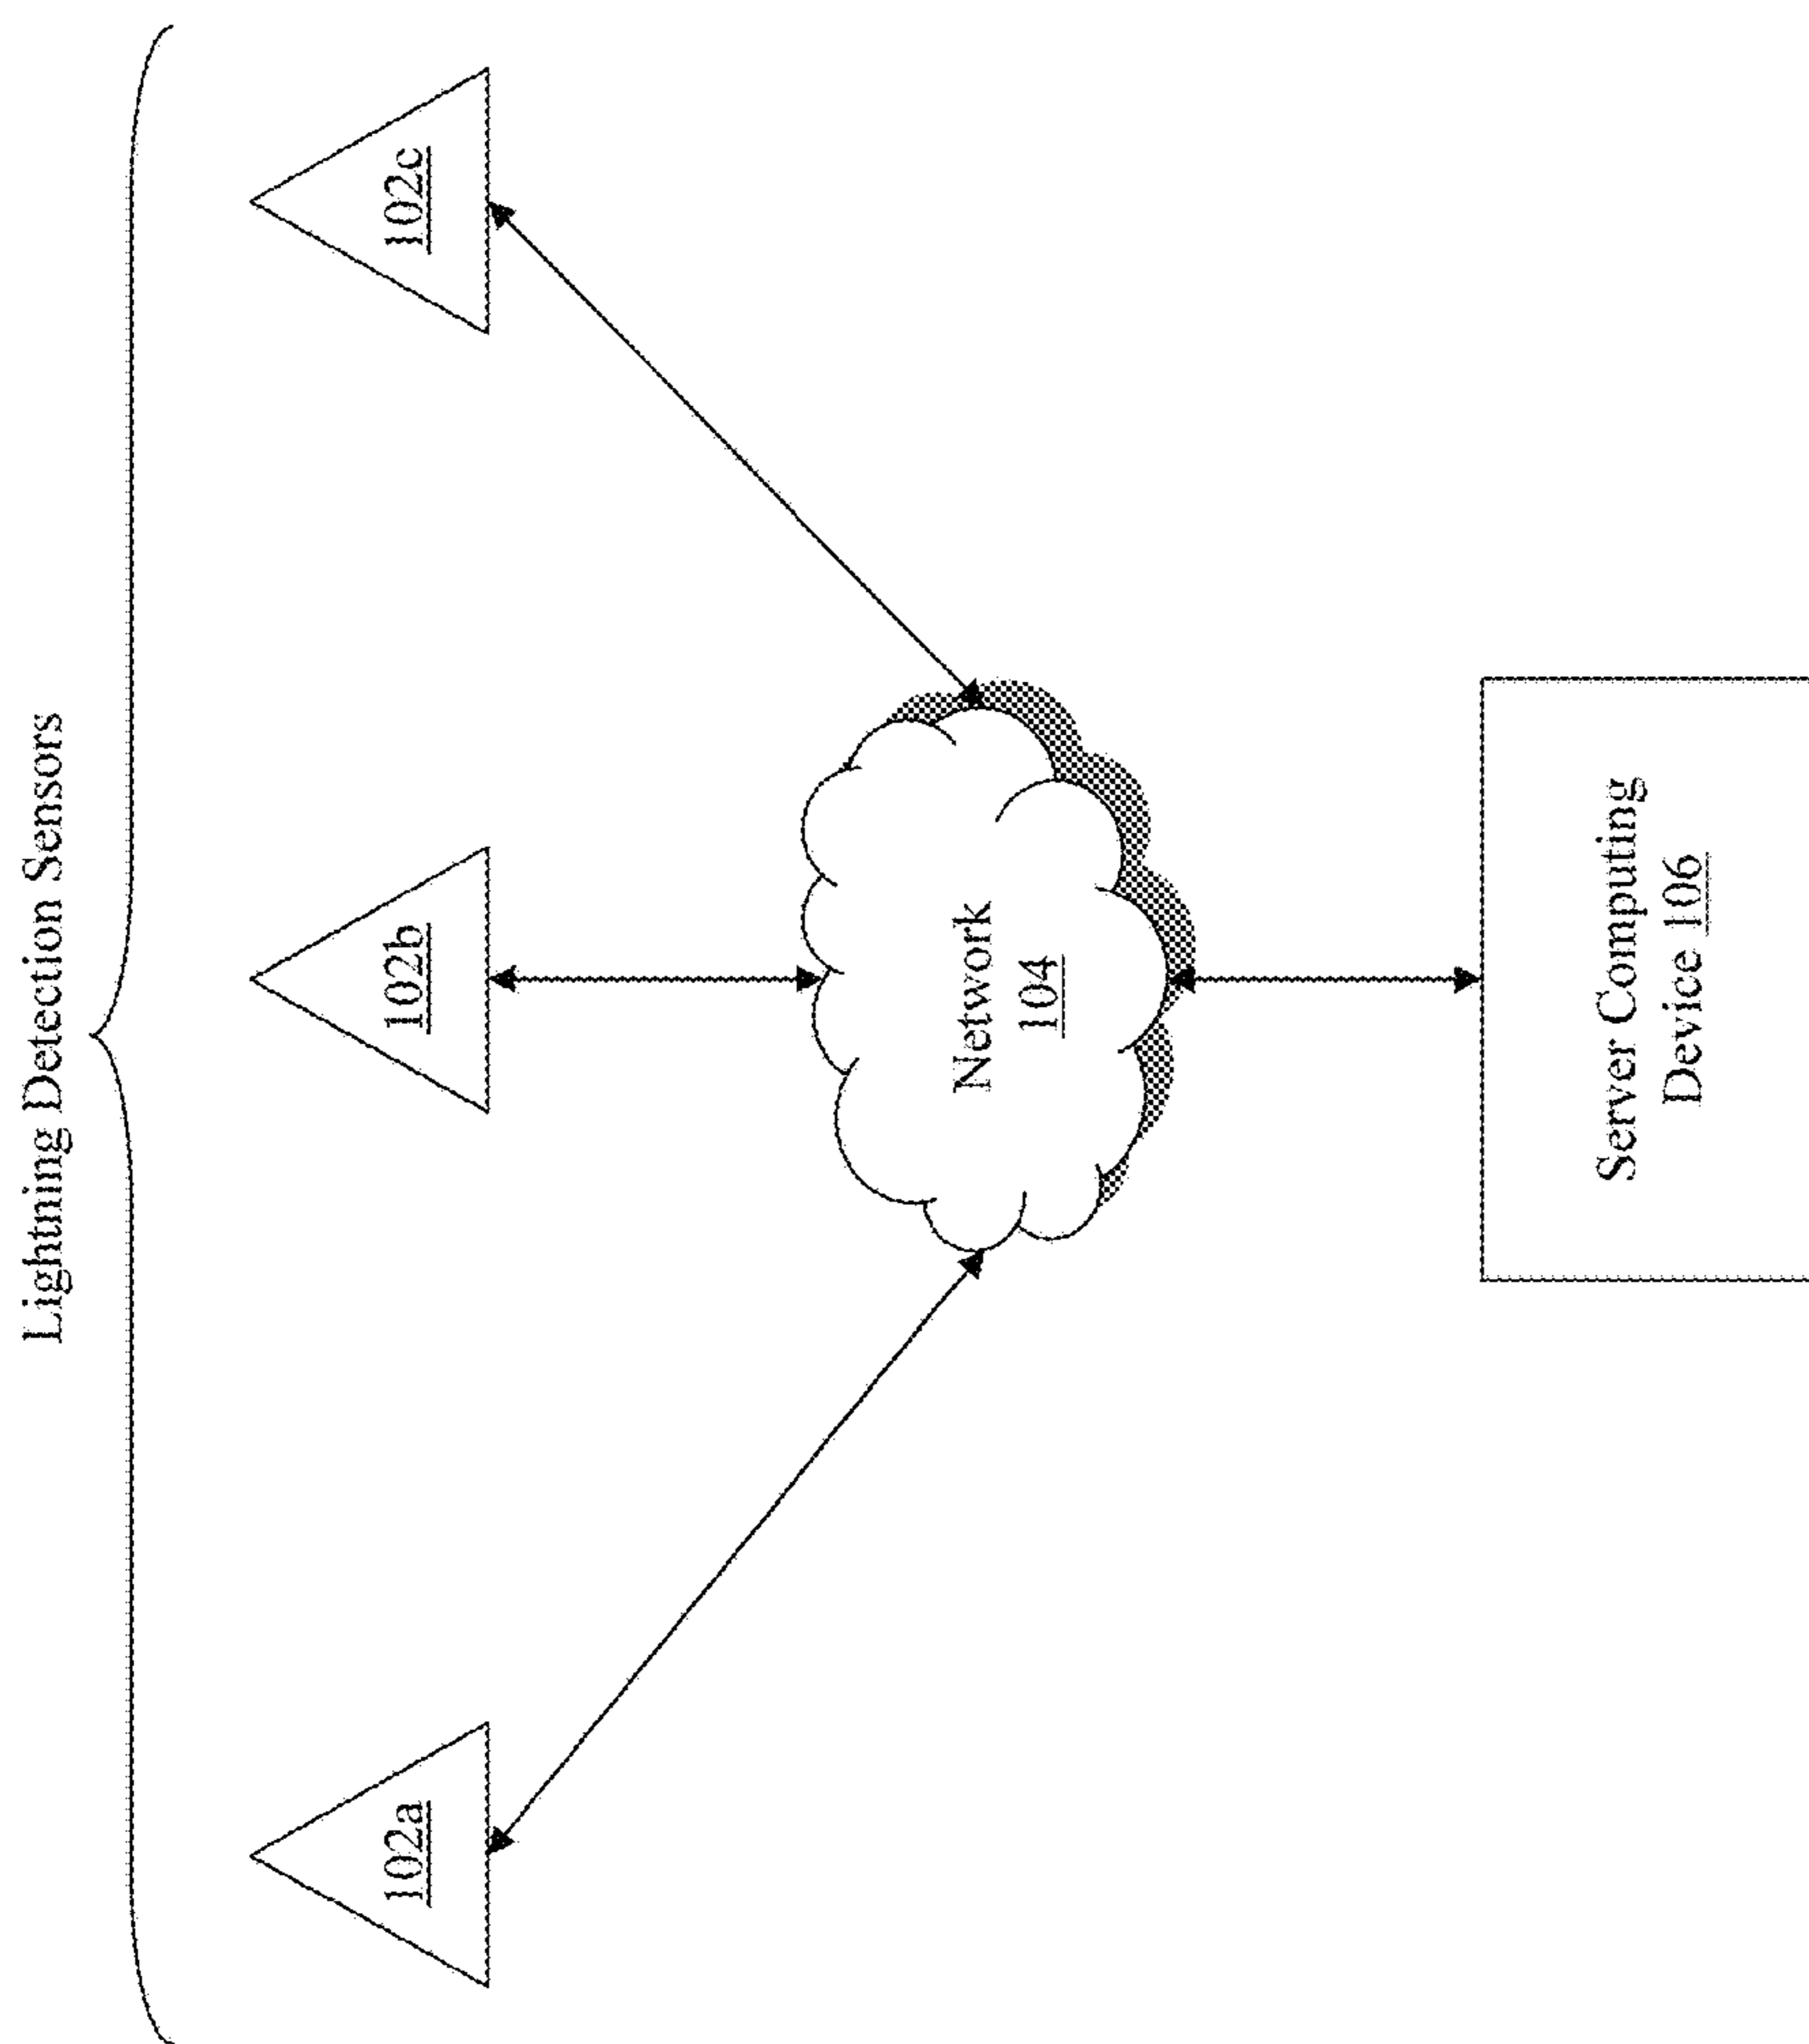 Lightning Detection Sensors
102a
102b
102c
Network
104
Server Computing
Device 106